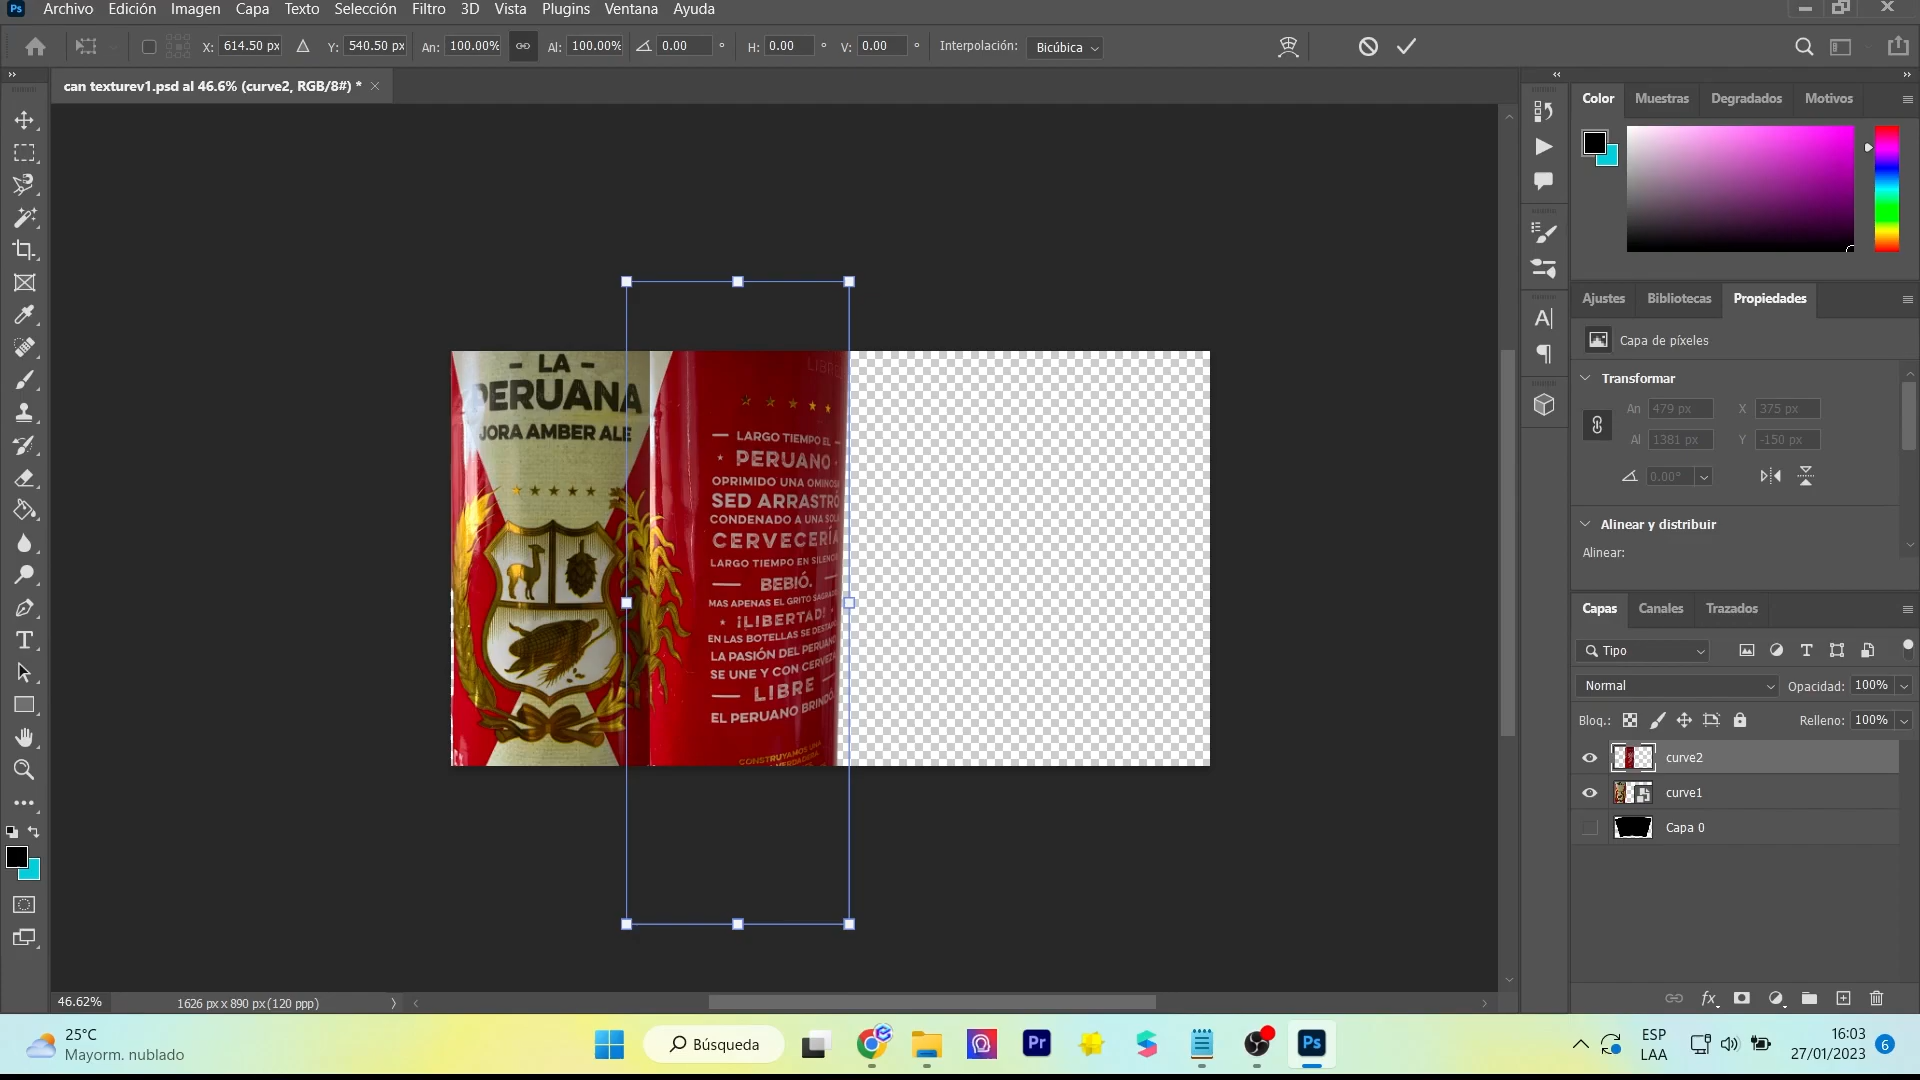 Archivo Edición Imagen Capa Texto Selección Filtro 3D Vista Plugins Ventana Ayuda
X: 614.50 px Y: 540.50 px An: 100.00% Al: 100.00% 0.00 ° H: 0.00 ° V: 0.00 ° Interpolación: Bicúbica
can texturev1.psd al 46.6% (curve2, RGB/8#) *
Color Muestras Degradados Motivos
Ajustes Bibliotecas Propiedades
Capa de píxeles
Transformar
An 479 px X 375 px
Al 1381 px Y -150 px
0.00°
Alinear y distribuir
Alinear:
Capas Canales Trazados
Tipo
Normal Opacidad: 100%
Bloq.: Relleno: 100%
curve2
curve1
Capa 0
– LA –
PERUANA
JORA AMBER ALE
LARGO TIEMPO EL
PERUANO
OPRIMIDO UNA OMINOSA
SED ARRASTRÓ
CONDENADO A UNA SOLA
CERVECERÍA
LARGO TIEMPO EN SILENCIO
BEBIÓ.
MAS APENAS EL GRITO SAGRADO
¡LIBERTAD!
EN LAS BOTELLAS SE DESTAPA
LA PASIÓN DEL PERUANO
SE UNE Y CON CERVEZA
LIBRE
EL PERUANO BRINDÓ
CONSTRUYAMOS UNA
VERDADERA
46.62% 1626 px x 890 px (120 ppp)
25°C
Mayorm. nublado
Búsqueda
Pr
Ps
ESP
LAA
16:03
27/01/2023
6